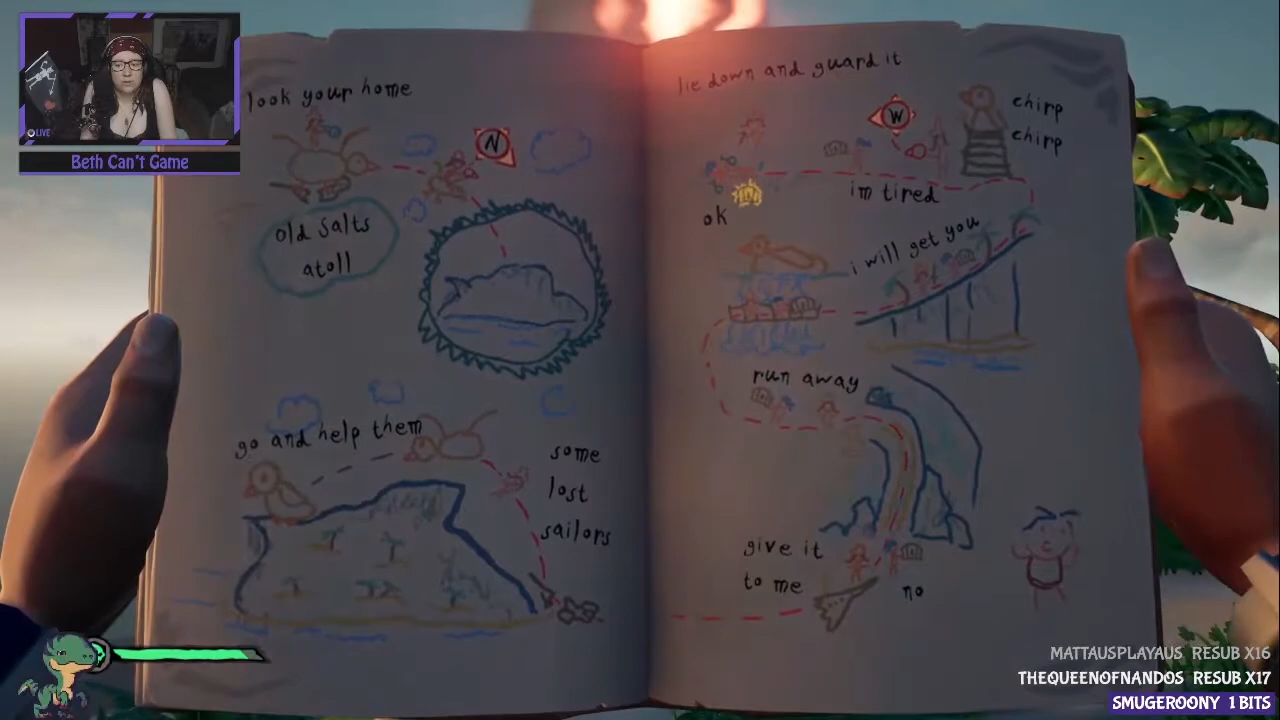 LIVE
Beth Can't Game
look your home
N
old salts
atoll
go and help them
some
lost
sailors
lie down and guard it
W
chirp
chirp
im tired
ok
i will get you
run away
give it
to me
no
MATTAUSPLAYAUS RESUB X16
THEQUEENOFNANDOS RESUB X17
SMUGEROONY 1 BITS